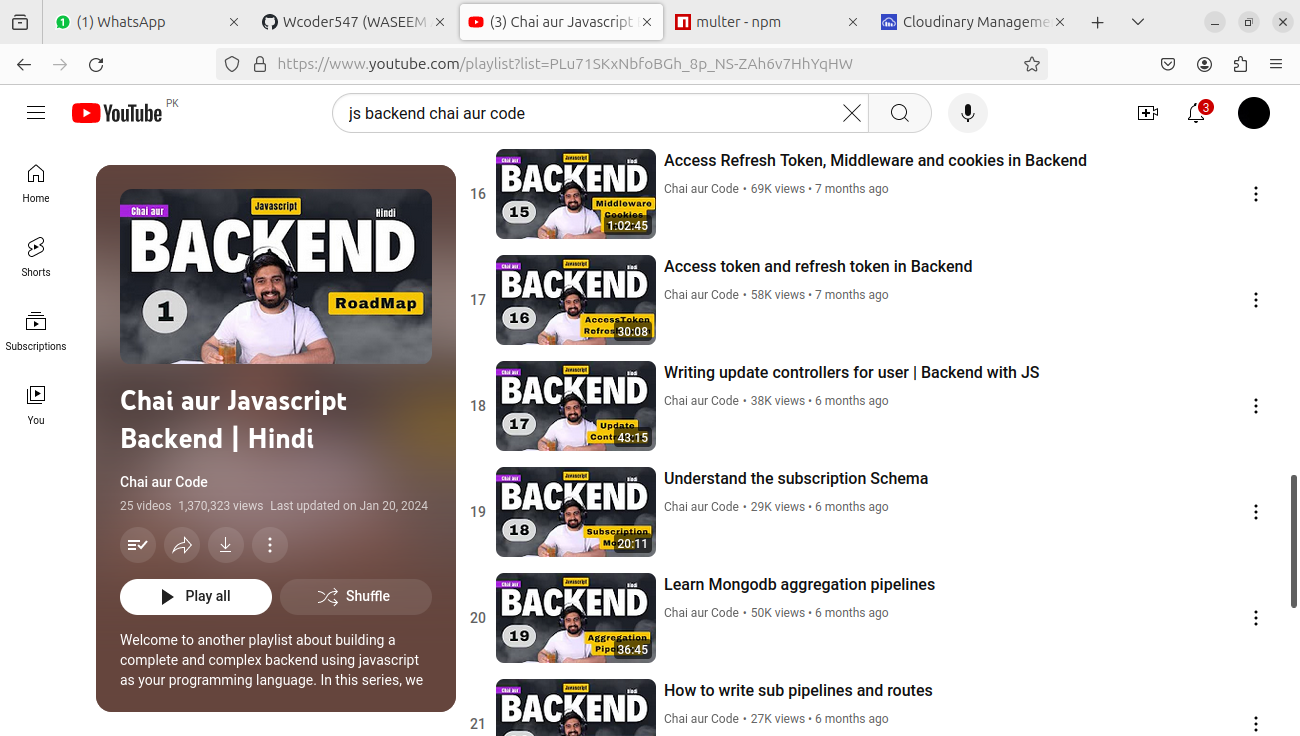 (1) WhatsApp
Wcoder547 (WASEEM A
(3) Chai aur Javascript
multer - npm
Cloudinary Manageme
https://www.youtube.com/playlist?list=PLu71SKxNbfoBGh_8p_NS-ZAh6v7HhYqHW
YouTube PK
js backend chai aur code
3
Home
Shorts
Subscriptions
You
Chai aur
Javascript
Hindi
BACKEND
1
RoadMap
Chai aur Javascript
Backend | Hindi
Chai aur Code
25 videos 1,370,323 views Last updated on Jan 20, 2024
Play all
Shuffle
Welcome to another playlist about building a
complete and complex backend using javascript
as your programming language. In this series, we
16
Chai aur
Javascript
Hindi
BACKEND
15
Middleware
Cookies
1:02:45
Access Refresh Token, Middleware and cookies in Backend
Chai aur Code • 69K views • 7 months ago
17
Chai aur
Javascript
Hindi
BACKEND
16
AccessToken
Refres
30:08
Access token and refresh token in Backend
Chai aur Code • 58K views • 7 months ago
18
Chai aur
Javascript
Hindi
BACKEND
17
Update
Cont
43:15
Writing update controllers for user | Backend with JS
Chai aur Code • 38K views • 6 months ago
19
Chai aur
Javascript
Hindi
BACKEND
18
Subscription
Mo
20:11
Understand the subscription Schema
Chai aur Code • 29K views • 6 months ago
20
Chai aur
Javascript
Hindi
BACKEND
19
Aggregation
Pipe
36:45
Learn Mongodb aggregation pipelines
Chai aur Code • 50K views • 6 months ago
21
Chai aur
Javascript
Hindi
BACKEND
How to write sub pipelines and routes
Chai aur Code • 27K views • 6 months ago